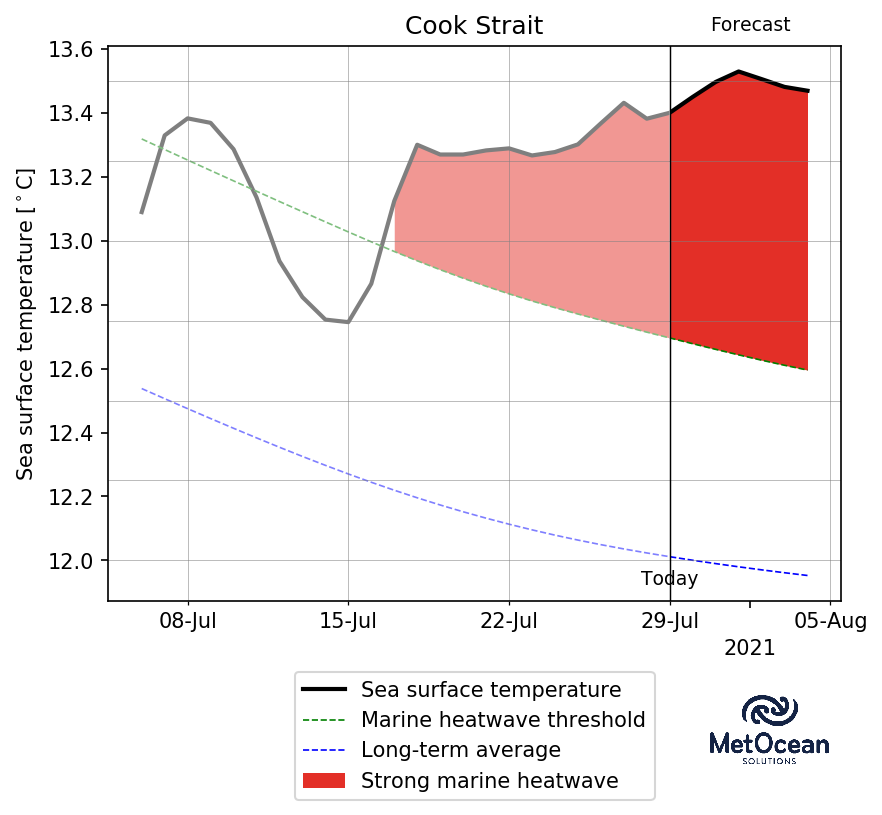 Cook Strait
Forecast
Sea surface temperature [°C]
13.6
13.4
13.2
13.0
12.8
12.6
12.4
12.2
12.0
Today
08-Jul
15-Jul
22-Jul
29-Jul
05-Aug
2021
Sea surface temperature
Marine heatwave threshold
Long-term average
Strong marine heatwave
MetOcean
SOLUTIONS